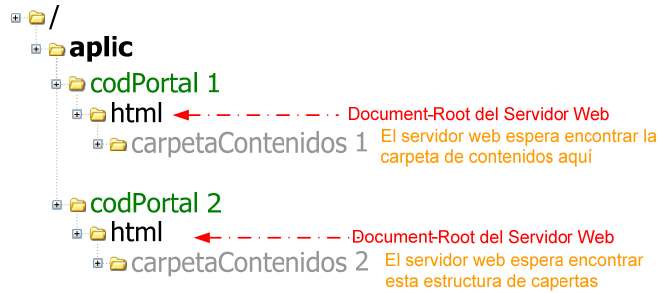 /
aplic
codPortal 1
html
Document-Root del Servidor Web
carpetaContenidos 1
El servidor web espera encontrar la
carpeta de contenidos aquí
codPortal 2
html
Document-Root del Servidor Web
carpetaContenidos 2
El servidor web espera encontrar
esta estructura de capertas